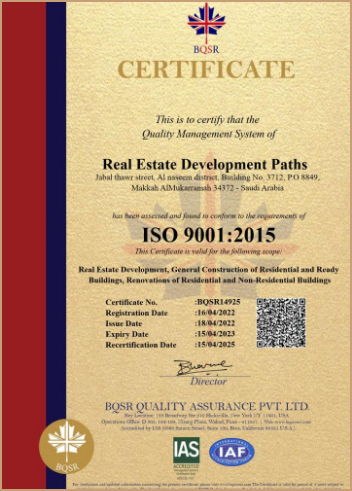 BQSR
CERTIFICATE
This is to certify that the
Quality Management System of
Real Estate Development Paths
Jabal thawr street, Al naseem district, Building No. 3712, P.O 8849,
Makkah AlMukarramah 34372 - Saudi Arabia
has been assessed and found to conform to the requirements of
ISO 9001:2015
This Certificate is valid for the following scope:
Real Estate Development, General Construction of Residential and Ready
Buildings, Renovations of Residential and Non-Residential Buildings
Certificate No. :BQSR14925
Registration Date :16/04/2022
Issue Date :18/04/2022
Expiry Date :15/04/2023
Recertification Date :15/04/2025
Director
BQSR QUALITY ASSURANCE PVT. LTD.
BQSR
IAS
ACCREDITED
INTERNATIONAL
IAF